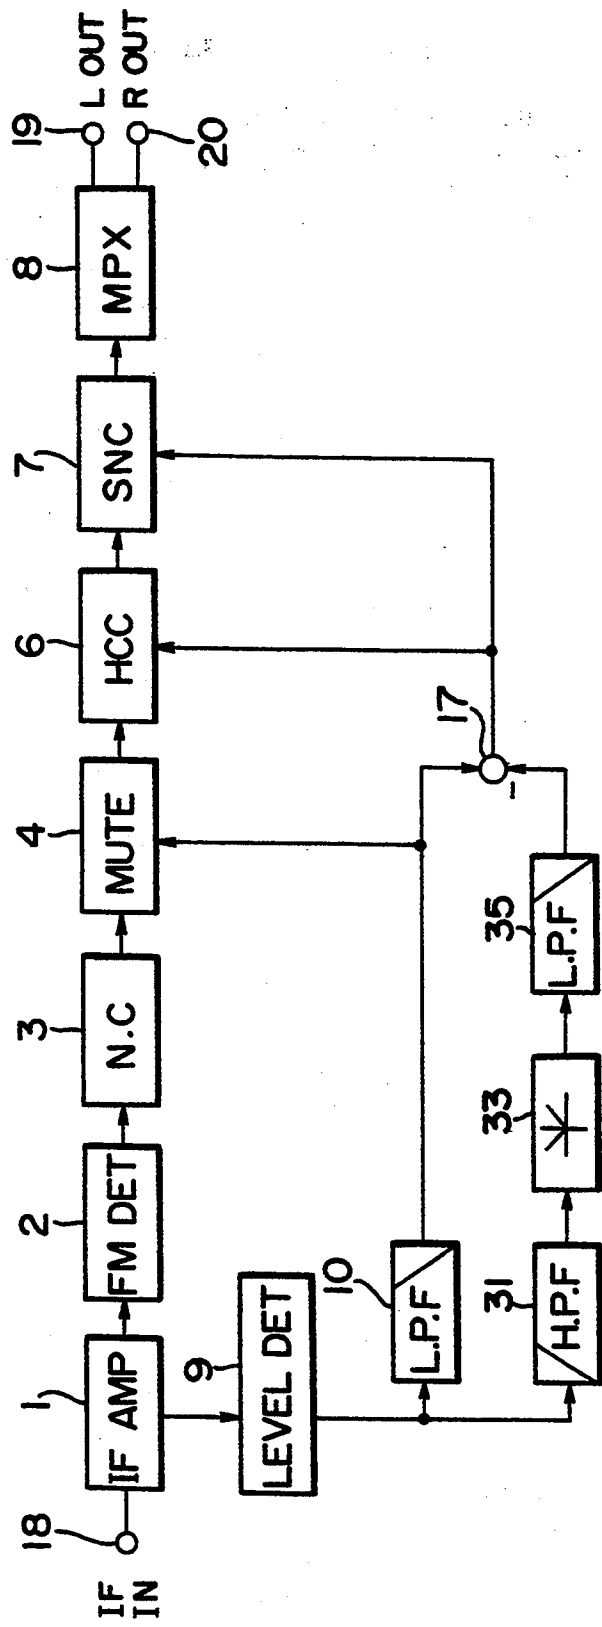 18
IF
IN
1
IF AMP
2
FM DET
3
N.C
4
MUTE
6
HCC
7
SNC
8
MPX
19
L OUT
R OUT
20
9
LEVEL DET
10
L.P.F
17
-
31
H.P.F
33
35
L.P.F